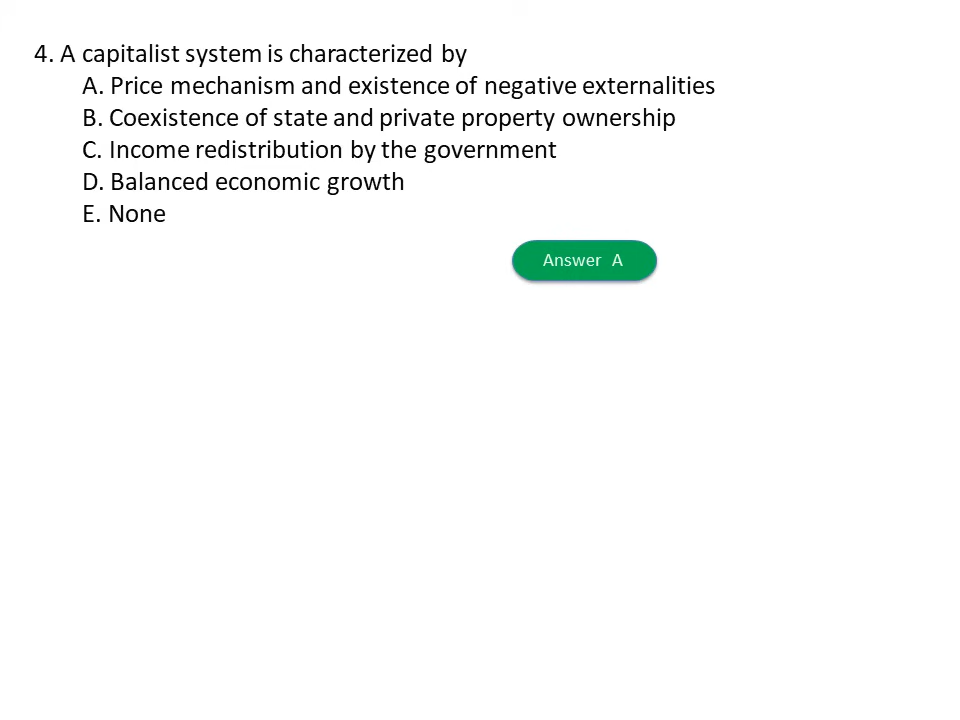 4. A capitalist system is characterized by
A. Price mechanism and existence of negative externalities
B. Coexistence of state and private property ownership
C. Income redistribution by the government
D. Balanced economic growth
E. None
Answer A